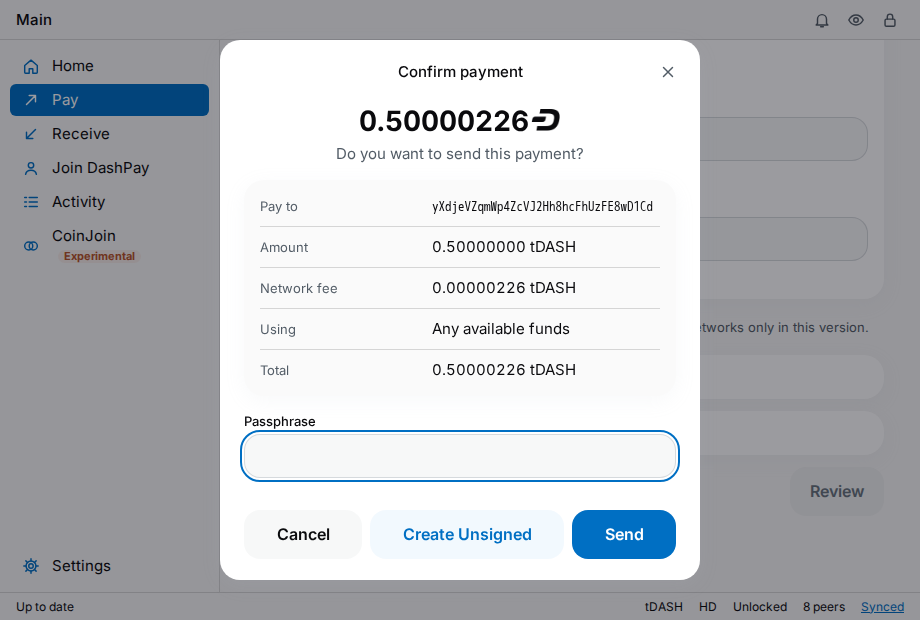 Main
Home
Pay
Receive
Join DashPay
Activity
CoinJoin
Experimental
Settings
Confirm payment
0.50000226
Do you want to send this payment?
Pay to yXdjeVZqmWp4ZcVJ2Hh8hcFhUzFE8wD1Cd
Amount 0.50000000 tDASH
Network fee 0.00000226 tDASH
Using Any available funds
Total 0.50000226 tDASH
Passphrase
Cancel Create Unsigned Send
etworks only in this version.
Review
Up to date tDASH HD Unlocked 8 peers Synced